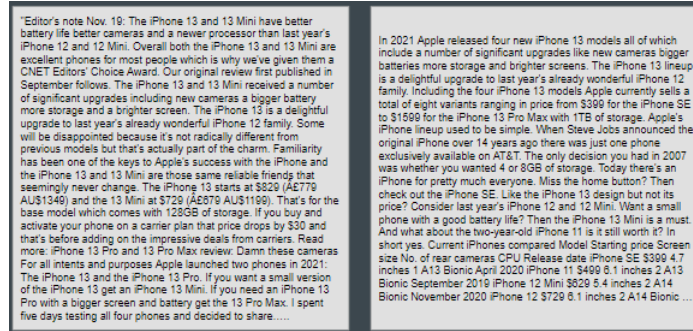 "Editor's note Nov. 19: The iPhone 13 and 13 Mini have better
battery life better cameras and a newer processor than last year's
iPhone 12 and 12 Mini. Overall both the iPhone 13 and 13 Mini are
excellent phones for most people which is why we've given them a
CNET Editors' Choice Award. Our original review first published in
September follows. The iPhone 13 and 13 Mini received a number
of significant upgrades including new cameras a bigger battery
more storage and a brighter screen. The iPhone 13 is a delightful
upgrade to last year's already wonderful iPhone 12 family. Some
will be disappointed because it's not radically different from
previous models but that's actually part of the charm. Familiarity
has been one of the keys to Apple's success with the iPhone and
the iPhone 13 and 13 Mini are those same reliable friends that
seemingly never change. The iPhone 13 starts at $829 (Â£779
AU$1349) and the 13 Mini at $729 (Â£679 AU$1199). That's for the
base model which comes with 128GB of storage. If you buy and
activate your phone on a carrier plan that price drops by $30 and
that's before adding on the impressive deals from carriers. Read
more: iPhone 13 Pro and 13 Pro Max review: Damn these cameras
For all intents and purposes Apple launched two phones in 2021:
The iPhone 13 and the iPhone 13 Pro. If you want a small version
of the iPhone 13 get an iPhone 13 Mini. If you need an iPhone 13
Pro with a bigger screen and battery get the 13 Pro Max. I spent
five days testing all four phones and decided to share…..
In 2021 Apple released four new iPhone 13 models all of which
include a number of significant upgrades like new cameras bigger
batteries more storage and brighter screens. The iPhone 13 lineup
is a delightful upgrade to last year's already wonderful iPhone 12
family. Including the four iPhone 13 models Apple currently sells a
total of eight variants ranging in price from $399 for the iPhone SE
to $1599 for the iPhone 13 Pro Max with 1TB of storage. Apple's
iPhone lineup used to be simple. When Steve Jobs announced the
original iPhone over 14 years ago there was just one phone
exclusively available on AT&T. The only decision you had in 2007
was whether you wanted 4 or 8GB of storage. Today there's an
iPhone for pretty much everyone. Miss the home button? Then
check out the iPhone SE. Like the iPhone 13 design but not its
price? Consider last year's iPhone 12 and 12 Mini. Want a small
phone with a good battery life? Then the iPhone 13 Mini is a must.
And what about the two-year-old iPhone 11 is it still worth it? In
short yes. Current iPhones compared Model Starting price Screen
size No. of rear cameras CPU Release date iPhone SE $399 4.7
inches 1 A13 Bionic April 2020 iPhone 11 $499 6.1 inches 2 A13
Bionic September 2019 iPhone 12 Mini $629 5.4 inches 2 A14
Bionic November 2020 iPhone 12 $729 6.1 inches 2 A14 Bionic …